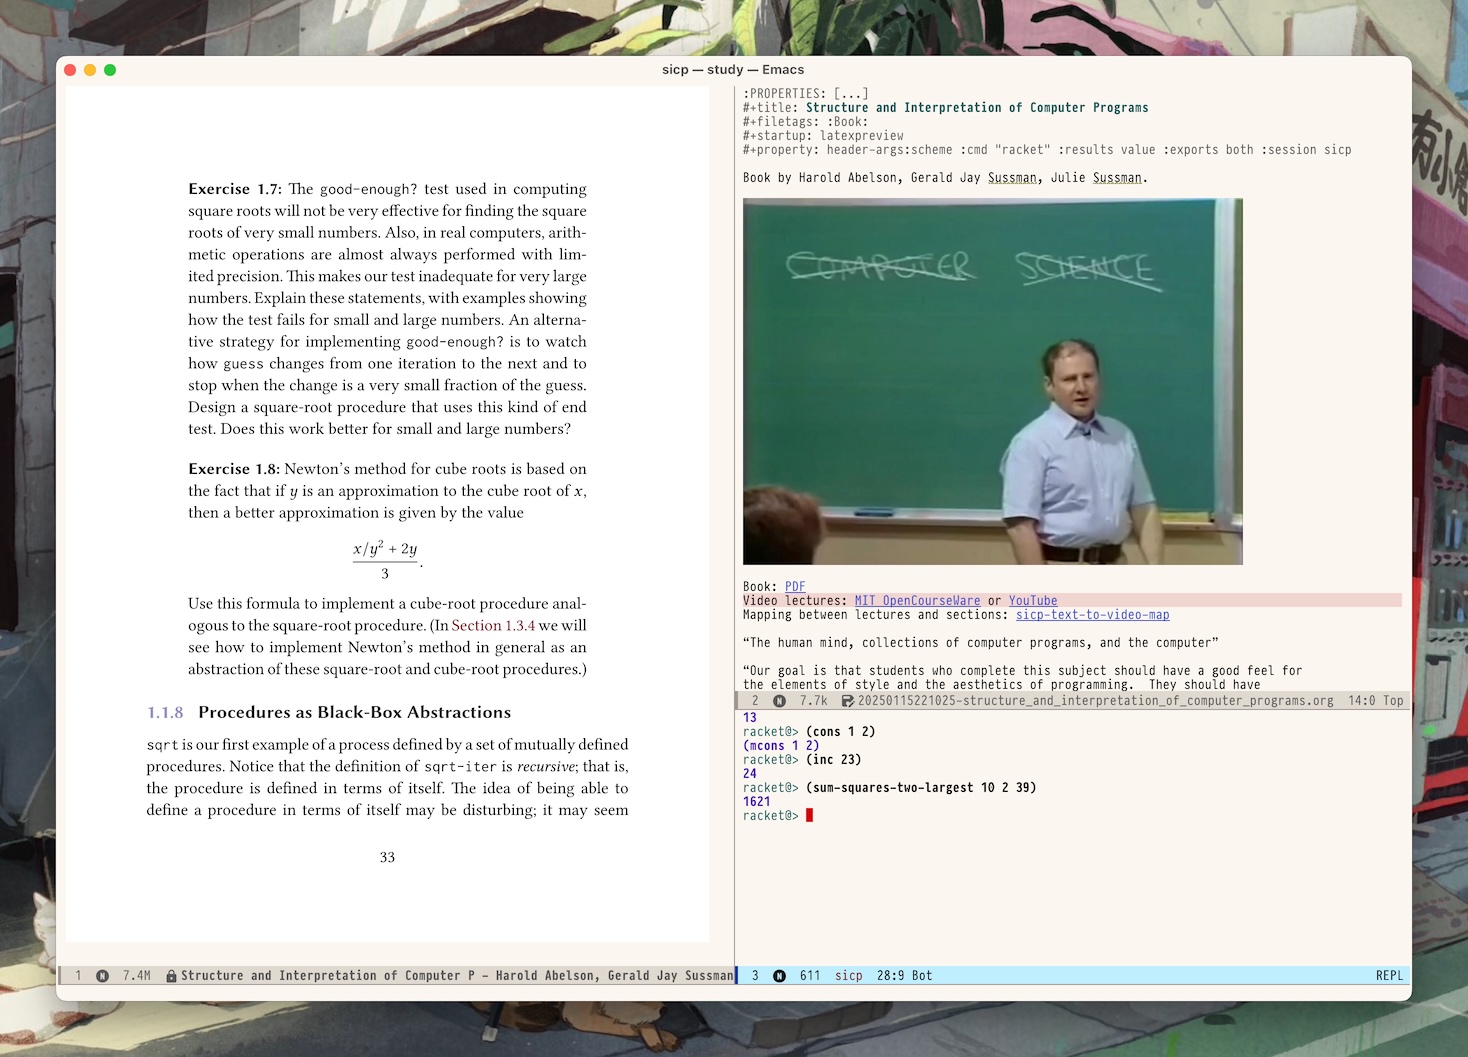 sicp — study — Emacs
Exercise 1.7: The good-enough? test used in computing
square roots will not be very effective for finding the square
roots of very small numbers. Also, in real computers, arith-
metic operations are almost always performed with lim-
ited precision. This makes our test inadequate for very large
numbers. Explain these statements, with examples showing
how the test fails for small and large numbers. An alterna-
tive strategy for implementing good-enough? is to watch
how guess changes from one iteration to the next and to
stop when the change is a very small fraction of the guess.
Design a square-root procedure that uses this kind of end
test. Does this work better for small and large numbers?
Exercise 1.8: Newton's method for cube roots is based on
the fact that if y is an approximation to the cube root of x,
then a better approximation is given by the value
x/y² + 2y
3
.
Use this formula to implement a cube-root procedure anal-
ogous to the square-root procedure. (In Section 1.3.4 we will
see how to implement Newton's method in general as an
abstraction of these square-root and cube-root procedures.)
1.1.8 Procedures as Black-Box Abstractions
sqrt is our first example of a process defined by a set of mutually defined
procedures. Notice that the definition of sqrt-iter is recursive; that is,
the procedure is defined in terms of itself. The idea of being able to
define a procedure in terms of itself may be disturbing; it may seem
33
1 N 7.4M Structure and Interpretation of Computer P – Harold Abelson, Gerald Jay Sussman
:PROPERTIES: [...]
#+title: Structure and Interpretation of Computer Programs
#+filetags: :Book:
#+startup: latexpreview
#+property: header-args:scheme :cmd "racket" :results value :exports both :session sicp
Book by Harold Abelson, Gerald Jay Sussman, Julie Sussman.
COMPUTER SCIENCE
Book: PDF
Video lectures: MIT OpenCourseWare or YouTube
Mapping between lectures and sections: sicp-text-to-video-map
“The human mind, collections of computer programs, and the computer”
“Our goal is that students who complete this subject should have a good feel for
the elements of style and the aesthetics of programming.  They should have
2 N 7.7k 20250115221025-structure_and_interpretation_of_computer_programs.org 14:0 Top
13
racket@> (cons 1 2)
(mcons 1 2)
racket@> (inc 23)
24
racket@> (sum-squares-two-largest 10 2 39)
1621
racket@>
3 N 611 sicp 28:9 Bot REPL
有小